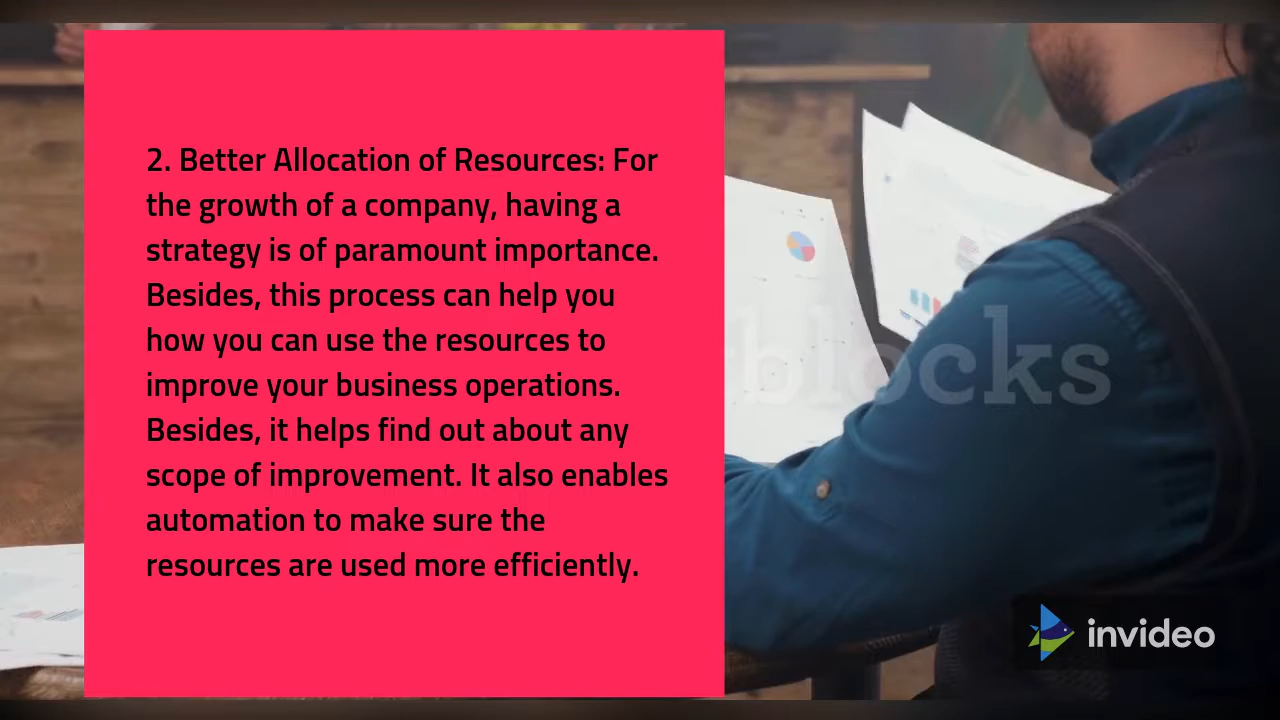 2. Better Allocation of Resources: For
the growth of a company, having a
strategy is of paramount importance.
Besides, this process can help you
how you can use the resources to
improve your business operations.
Besides, it helps find out about any
scope of improvement. It also enables
automation to make sure the
resources are used more efficiently.
blocks
invideo